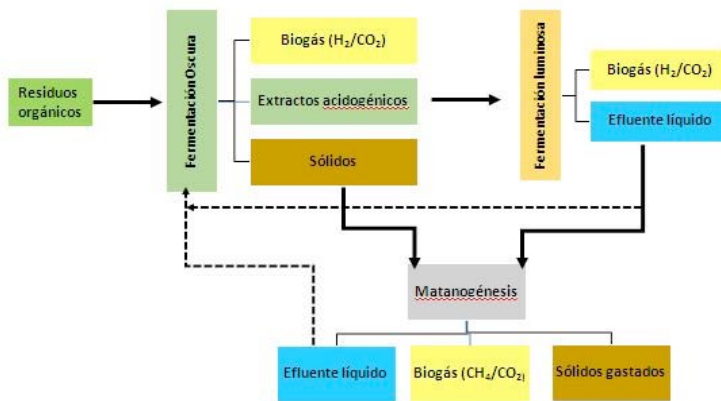 Residuos
orgánicos
Fermentación Oscura
Biogás (H₂/CO₂)
Extractos acidogénicos
Sólidos
Fermentación luminosa
Biogás (H₂/CO₂)
Efluente líquido
Matanogénesis
Efluente líquido
Biogás (CH₄/CO₂)
Sólidos gastados